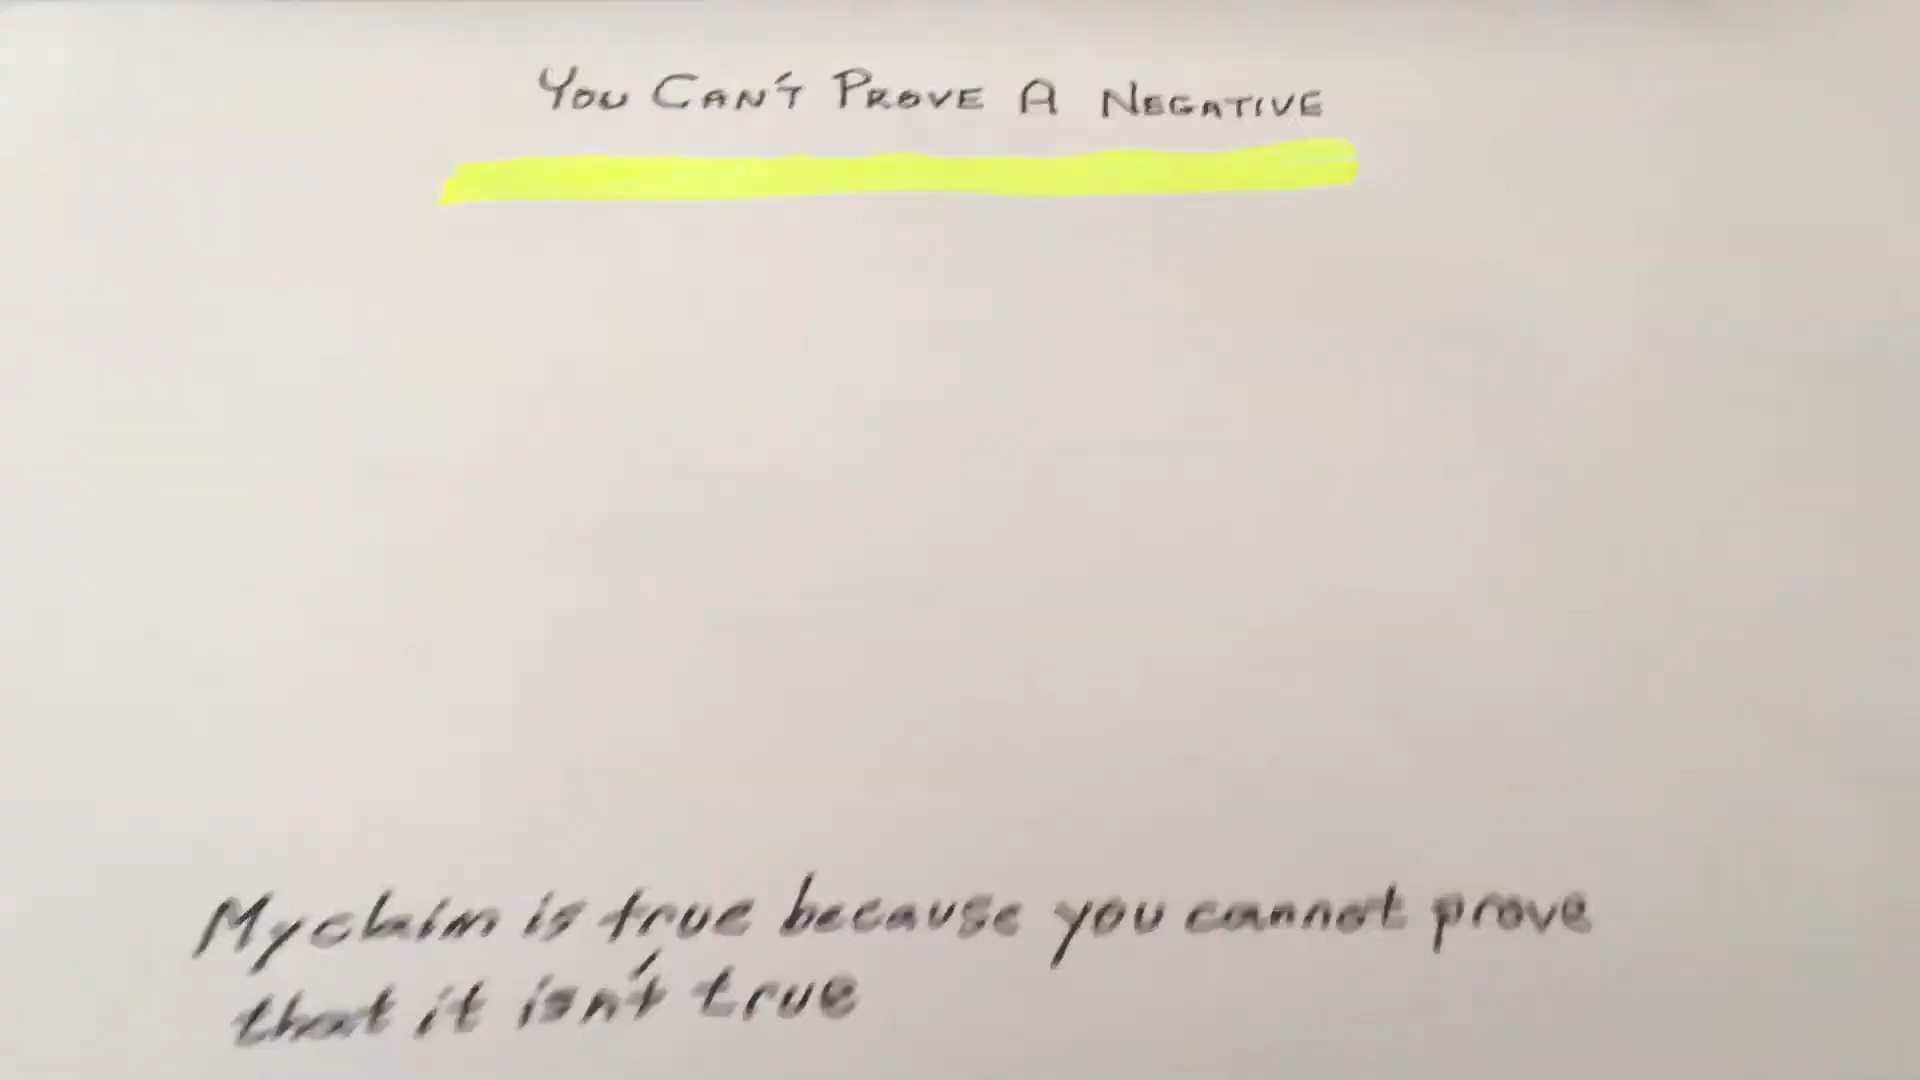 YOU CAN'T PROVE A NEGATIVE
My claim is true because you cannot prove
that it isn't true